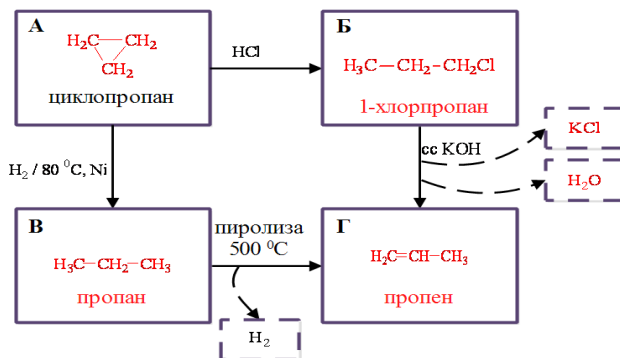 А
H₂C CH₂
CH₂
циклопропан
HCl
Б
H₃C−CH₂−CH₂Cl
1-хлорпропан
KCl
сс KOH
H₂O
H₂ / 80 ⁰C, Ni
В
H₃C−CH₂−CH₃
пропан
пиролиза
500 ⁰C
H₂
Г
H₂C=CH−CH₃
пропен